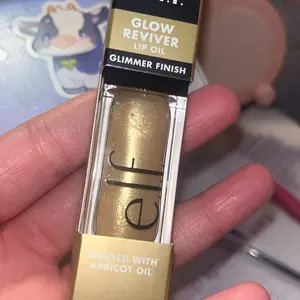 e.l.f.
GLOW
REVIVER
LIP OIL
GLIMMER FINISH
elf
INFUSED WITH
APRICOT OIL